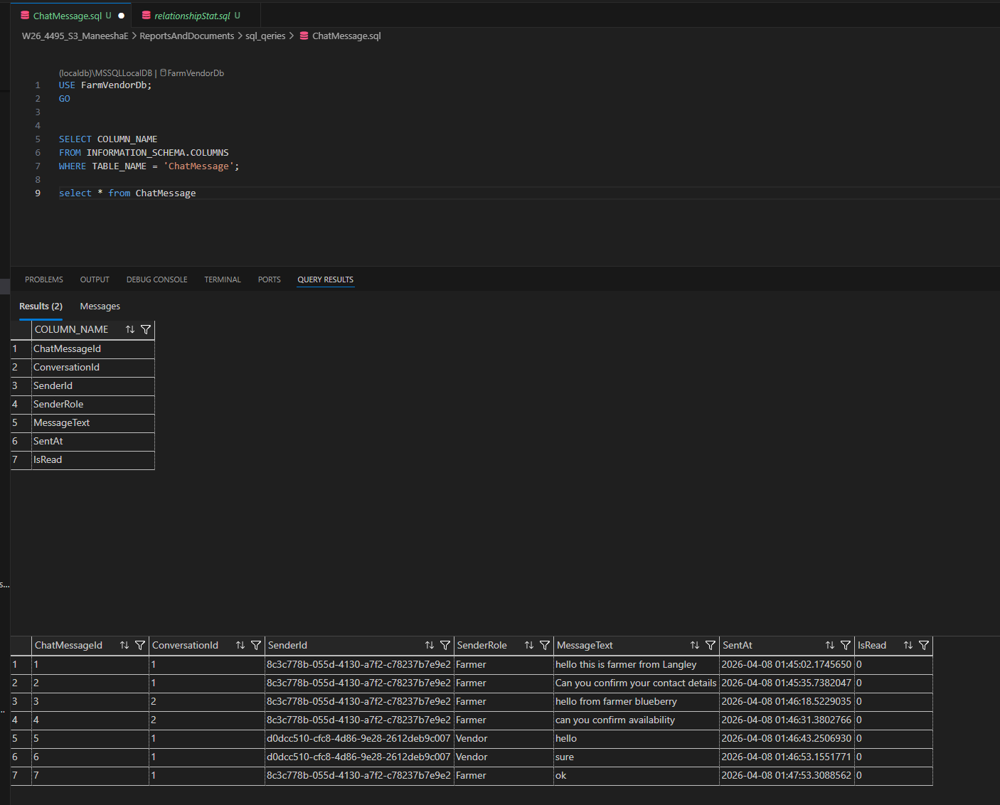 ChatMessage.sql U ● relationshipStat.sql U
W26_4495_S3_ManeeshaE > ReportsAndDocuments > sql_qeries > ChatMessage.sql
(localdb)\MSSQLLocalDB | FarmVendorDb
1 USE FarmVendorDb;
2 GO
3
4
5 SELECT COLUMN_NAME
6 FROM INFORMATION_SCHEMA.COLUMNS
7 WHERE TABLE_NAME = 'ChatMessage';
8
9 select * from ChatMessage
PROBLEMS OUTPUT DEBUG CONSOLE TERMINAL PORTS QUERY RESULTS
Results (2) Messages
COLUMN_NAME
1 ChatMessageId
2 ConversationId
3 SenderId
4 SenderRole
5 MessageText
6 SentAt
7 IsRead
s...
ChatMessageId ConversationId SenderId SenderRole MessageText SentAt IsRead
1 1 1 8c3c778b-055d-4130-a7f2-c78237b7e9e2 Farmer hello this is farmer from Langley 2026-04-08 01:45:02.1745650 0
2 2 1 8c3c778b-055d-4130-a7f2-c78237b7e9e2 Farmer Can you confirm your contact details 2026-04-08 01:45:35.7382047 0
3 3 2 8c3c778b-055d-4130-a7f2-c78237b7e9e2 Farmer hello from farmer blueberry 2026-04-08 01:46:18.5229035 0
..
4 4 2 8c3c778b-055d-4130-a7f2-c78237b7e9e2 Farmer can you confirm availability 2026-04-08 01:46:31.3802766 0
5 5 1 d0dcc510-cfc8-4d86-9e28-2612deb9c007 Vendor hello 2026-04-08 01:46:43.2506930 0
6 6 1 d0dcc510-cfc8-4d86-9e28-2612deb9c007 Vendor sure 2026-04-08 01:46:53.1551771 0
7 7 1 8c3c778b-055d-4130-a7f2-c78237b7e9e2 Farmer ok 2026-04-08 01:47:53.3088562 0